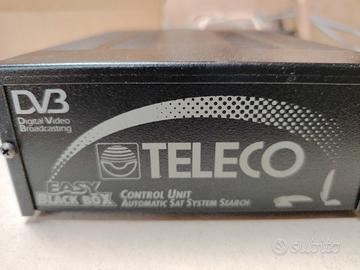 DVB
Digital Video
Broadcasting
TELECO
EASY
BLACK BOX
CONTROL UNIT
AUTOMATIC SAT SYSTEM SEARCH
subito